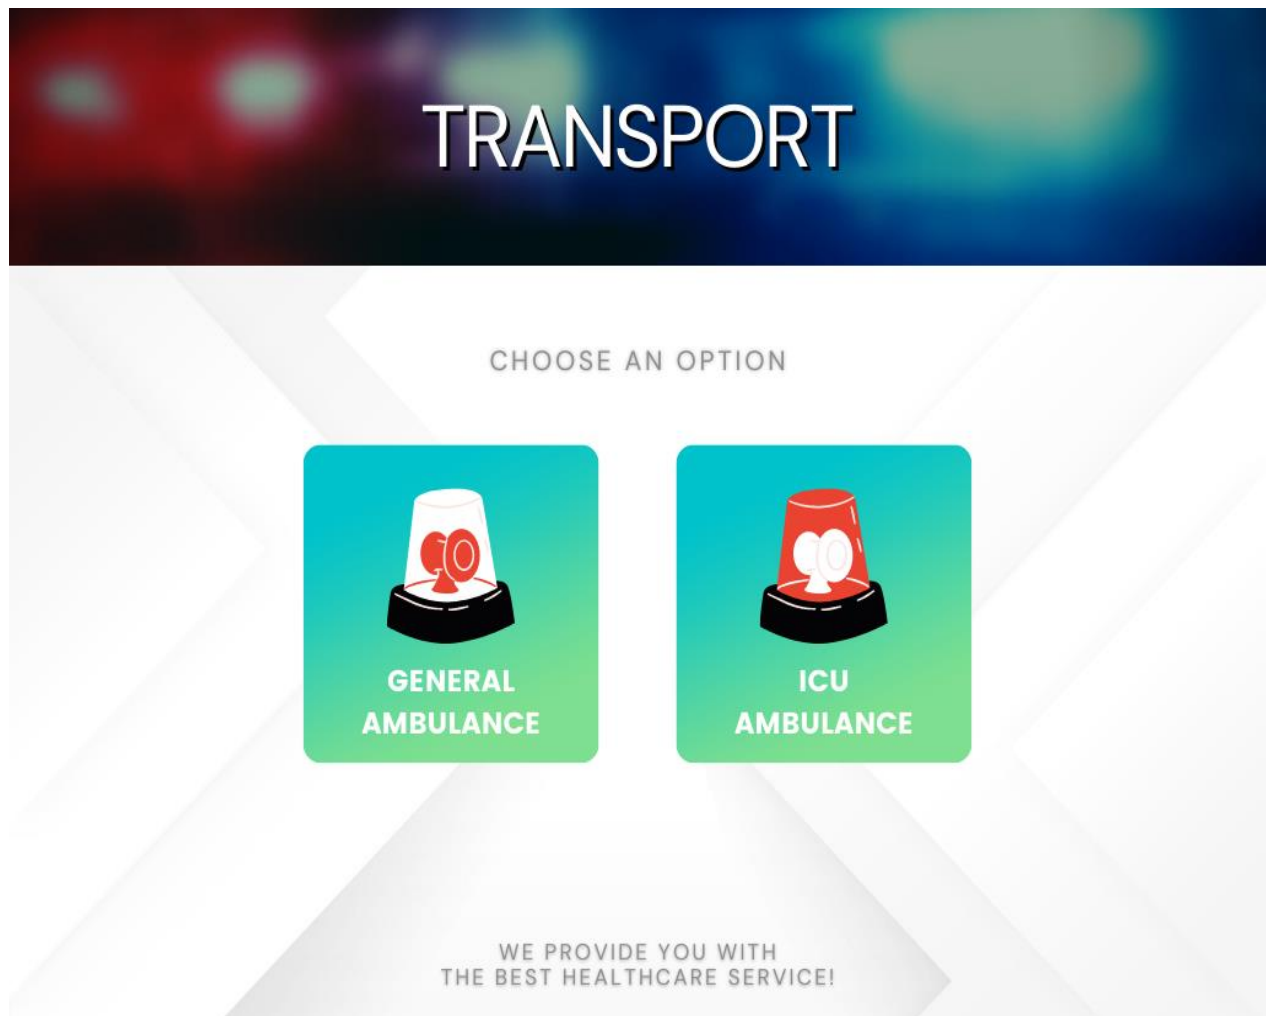 TRANSPORT
CHOOSE AN OPTION
GENERAL
AMBULANCE
ICU
AMBULANCE
WE PROVIDE YOU WITH
THE BEST HEALTHCARE SERVICE!